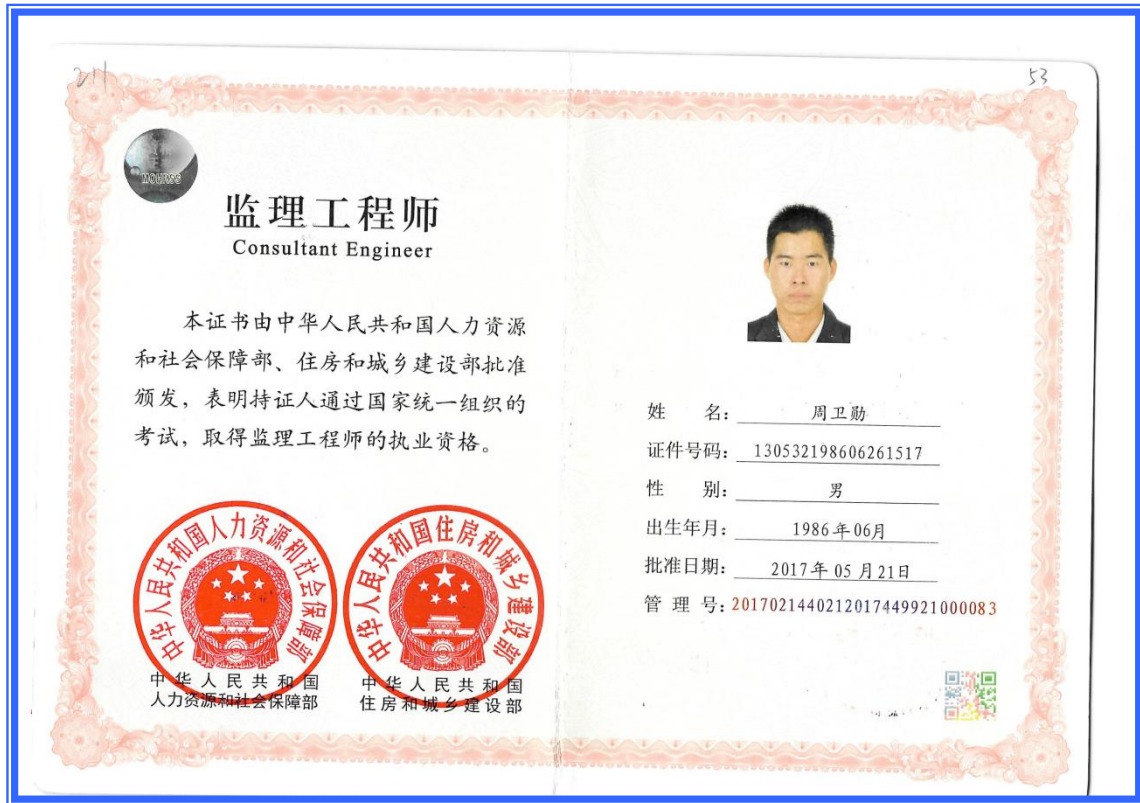 211
53
MOHRSS
监理工程师
Consultant Engineer
本证书由中华人民共和国人力资源
和社会保障部、住房和城乡建设部批准
颁发，表明持证人通过国家统一组织的
考试，取得监理工程师的执业资格。
中华人民共和国人力资源和社会保障部
中华人民共和国住房和城乡建设部
中华人民共和国
人力资源和社会保障部
中华人民共和国
住房和城乡建设部
姓 名：周卫勋
证件号码：130532198606261517
性 别：男
出生年月：1986年06月
批准日期：2017年05月21日
管 理 号：2017021440212017449921000083